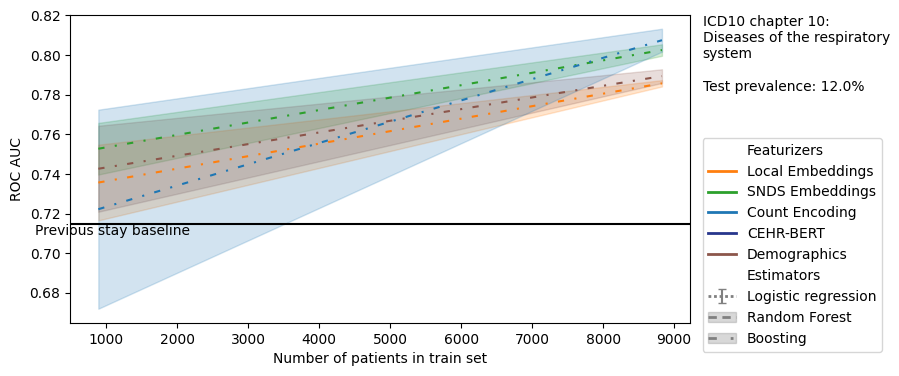 0.82
0.80
0.78
0.76
0.74
0.72
0.70
0.68
ROC AUC
Previous stay baseline
1000 2000 3000 4000 5000 6000 7000 8000 9000
Number of patients in train set
ICD10 chapter 10:
Diseases of the respiratory
system
Test prevalence: 12.0%
Featurizers
Local Embeddings
SNDS Embeddings
Count Encoding
CEHR-BERT
Demographics
Estimators
Logistic regression
Random Forest
Boosting